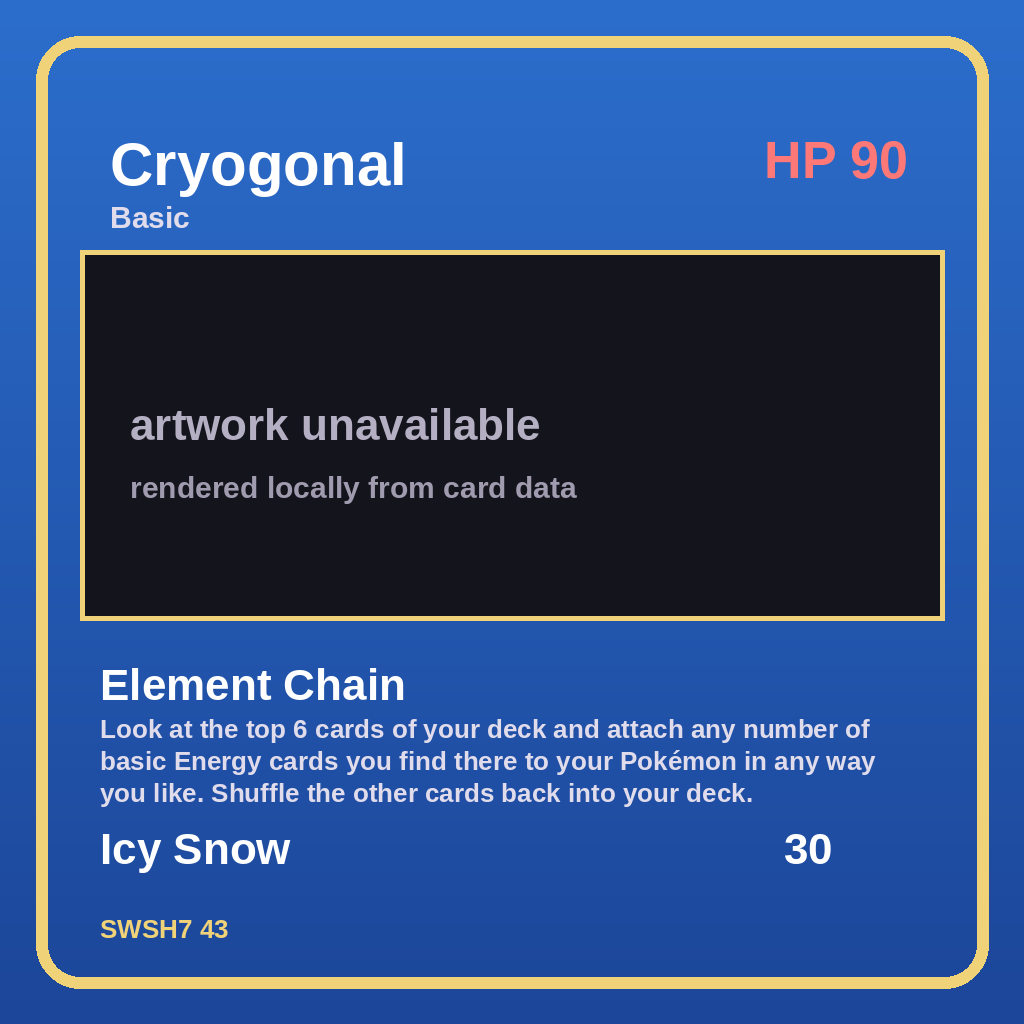 Cryogonal
HP 90
Basic
artwork unavailable
rendered locally from card data
Element Chain
Look at the top 6 cards of your deck and attach any number of
basic Energy cards you find there to your Pokémon in any way
you like. Shuffle the other cards back into your deck.
Icy Snow 30
SWSH7 43